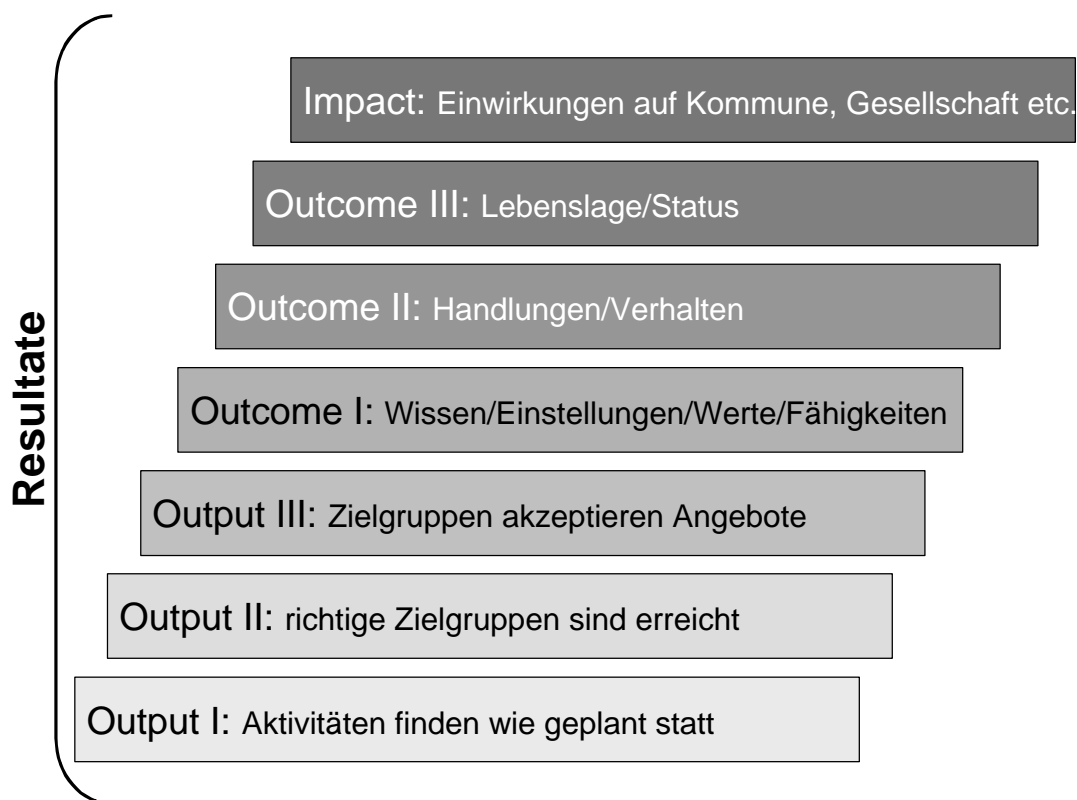 Resultate
Impact: Einwirkungen auf Kommune, Gesellschaft etc.
Outcome III: Lebenslage/Status
Outcome II: Handlungen/Verhalten
Outcome I: Wissen/Einstellungen/Werte/Fähigkeiten
Output III: Zielgruppen akzeptieren Angebote
Output II: richtige Zielgruppen sind erreicht
Output I: Aktivitäten finden wie geplant statt